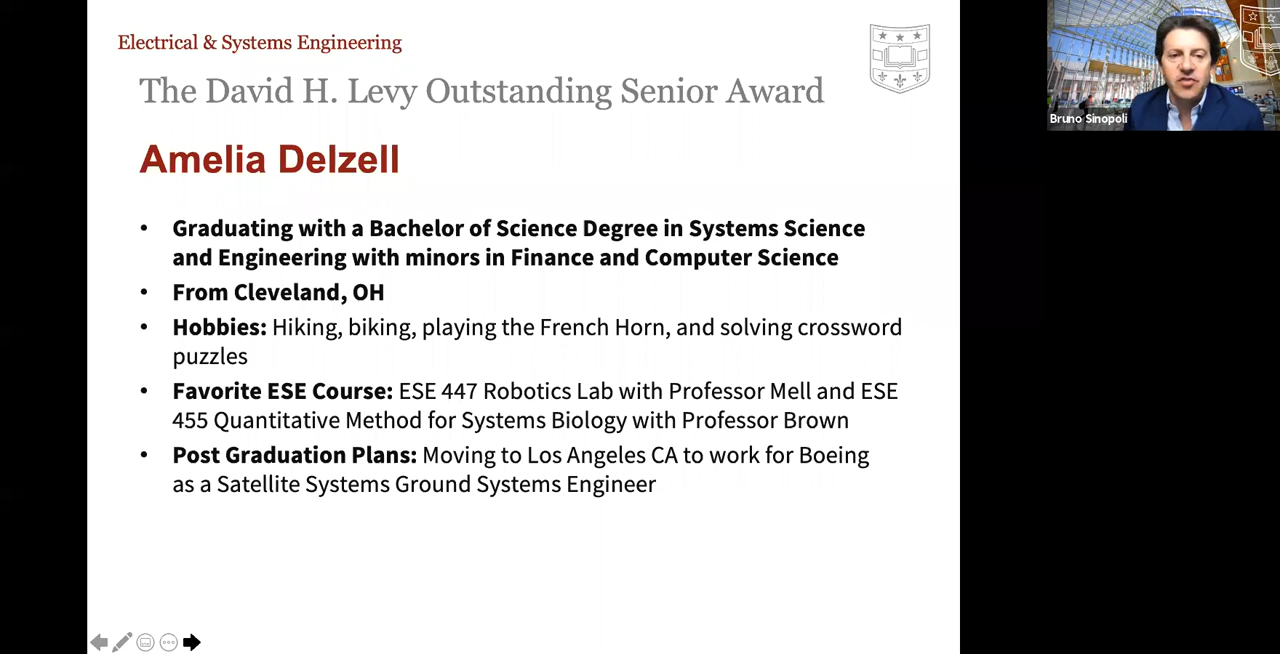 Electrical & Systems Engineering
The David H. Levy Outstanding Senior Award
Amelia Delzell
• Graduating with a Bachelor of Science Degree in Systems Science
and Engineering with minors in Finance and Computer Science
• From Cleveland, OH
• Hobbies: Hiking, biking, playing the French Horn, and solving crossword
puzzles
• Favorite ESE Course: ESE 447 Robotics Lab with Professor Mell and ESE
455 Quantitative Method for Systems Biology with Professor Brown
• Post Graduation Plans: Moving to Los Angeles CA to work for Boeing
as a Satellite Systems Ground Systems Engineer
Bruno Sinopoli